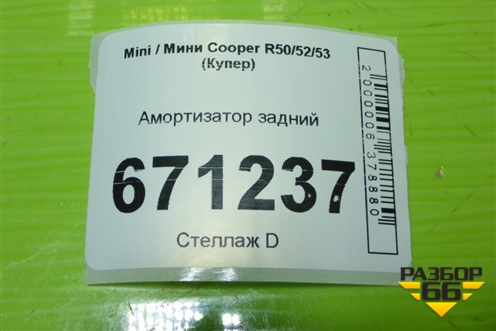 Mini / Мини Cooper R50/52/53
(Купер)
Амортизатор задний
671237
Стеллаж D
2000006378880
РАЗБОР
66